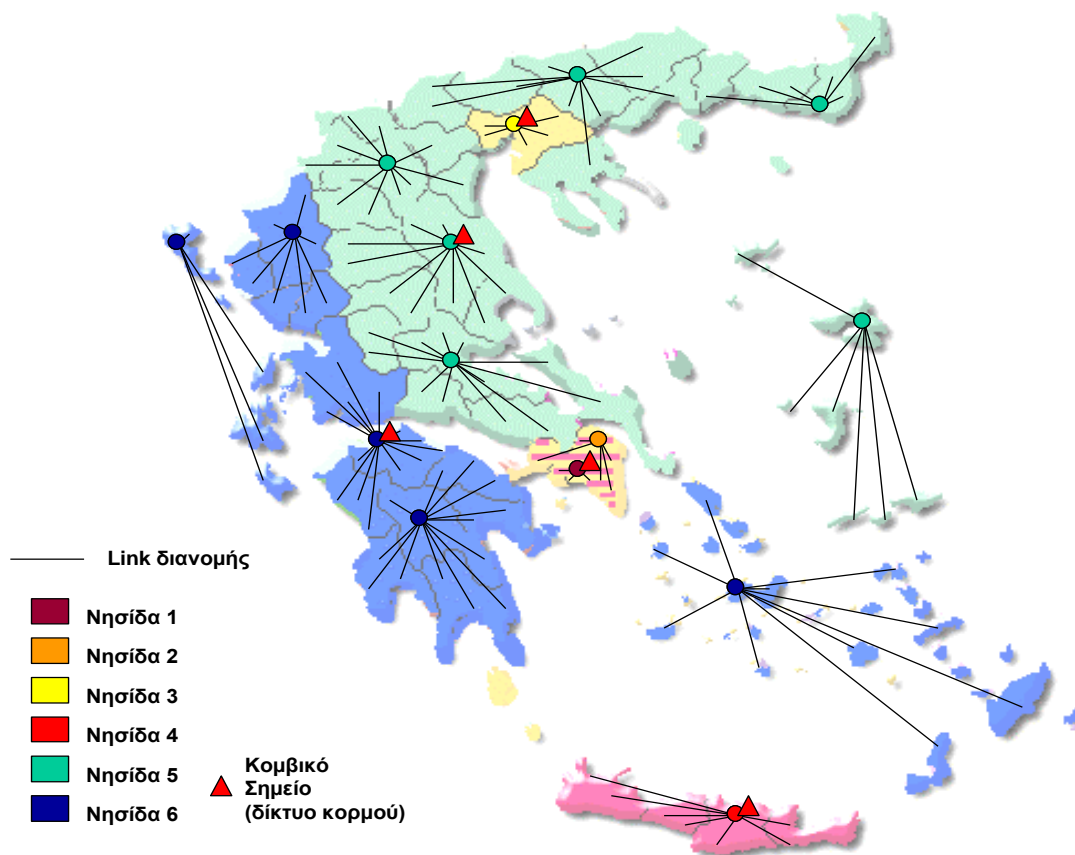 Link διανομής
Νησίδα 1
Νησίδα 2
Νησίδα 3
Νησίδα 4
Νησίδα 5
Νησίδα 6
Κομβικό
Σημείο
(δίκτυο κορμού)